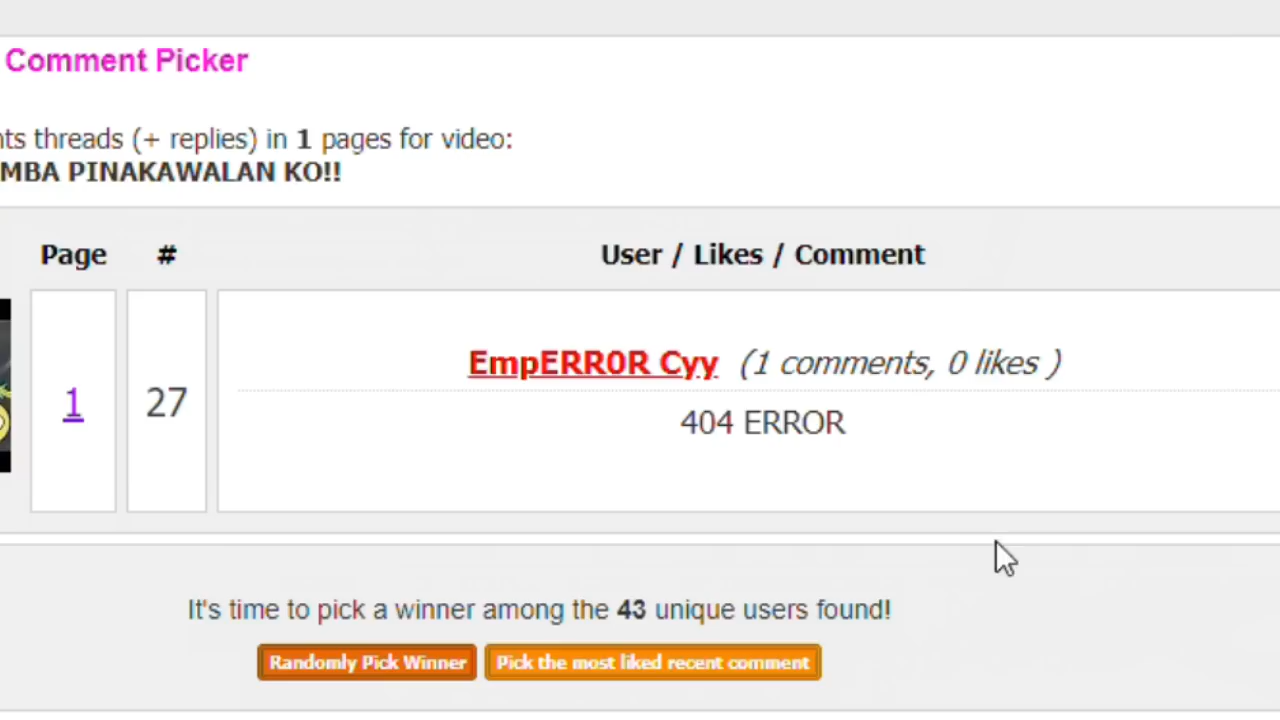 Comment Picker
threads (+ replies) in 1 pages for video:
PINAKAWALAN KO!!
Page # User / Likes / Comment
EmpERR0R Cyy (1 comments, 0 likes )
1 27
404 ERROR
It's time to pick a winner among the 43 unique users found!
Randomly Pick Winner Pick the most liked recent comment